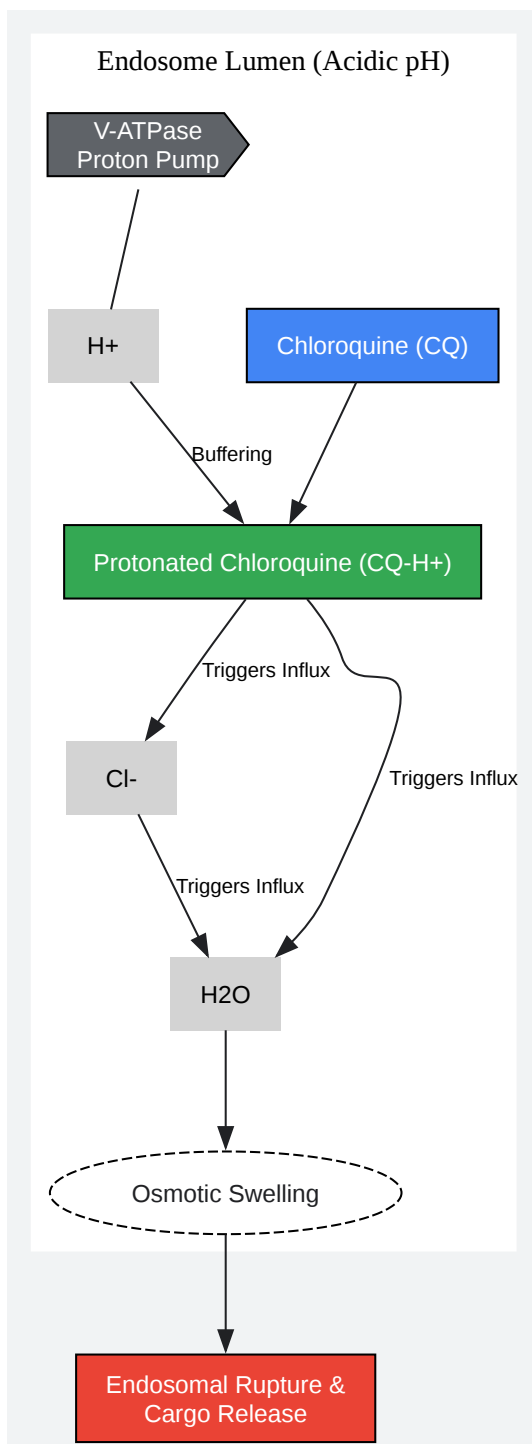 Endosome Lumen (Acidic pH)
V-ATPase
Proton Pump
H+
Chloroquine (CQ)
Buffering
Protonated Chloroquine (CQ-H+)
Triggers Influx
Cl-
Triggers Influx
Triggers Influx
H2O
Osmotic Swelling
Endosomal Rupture &
Cargo Release